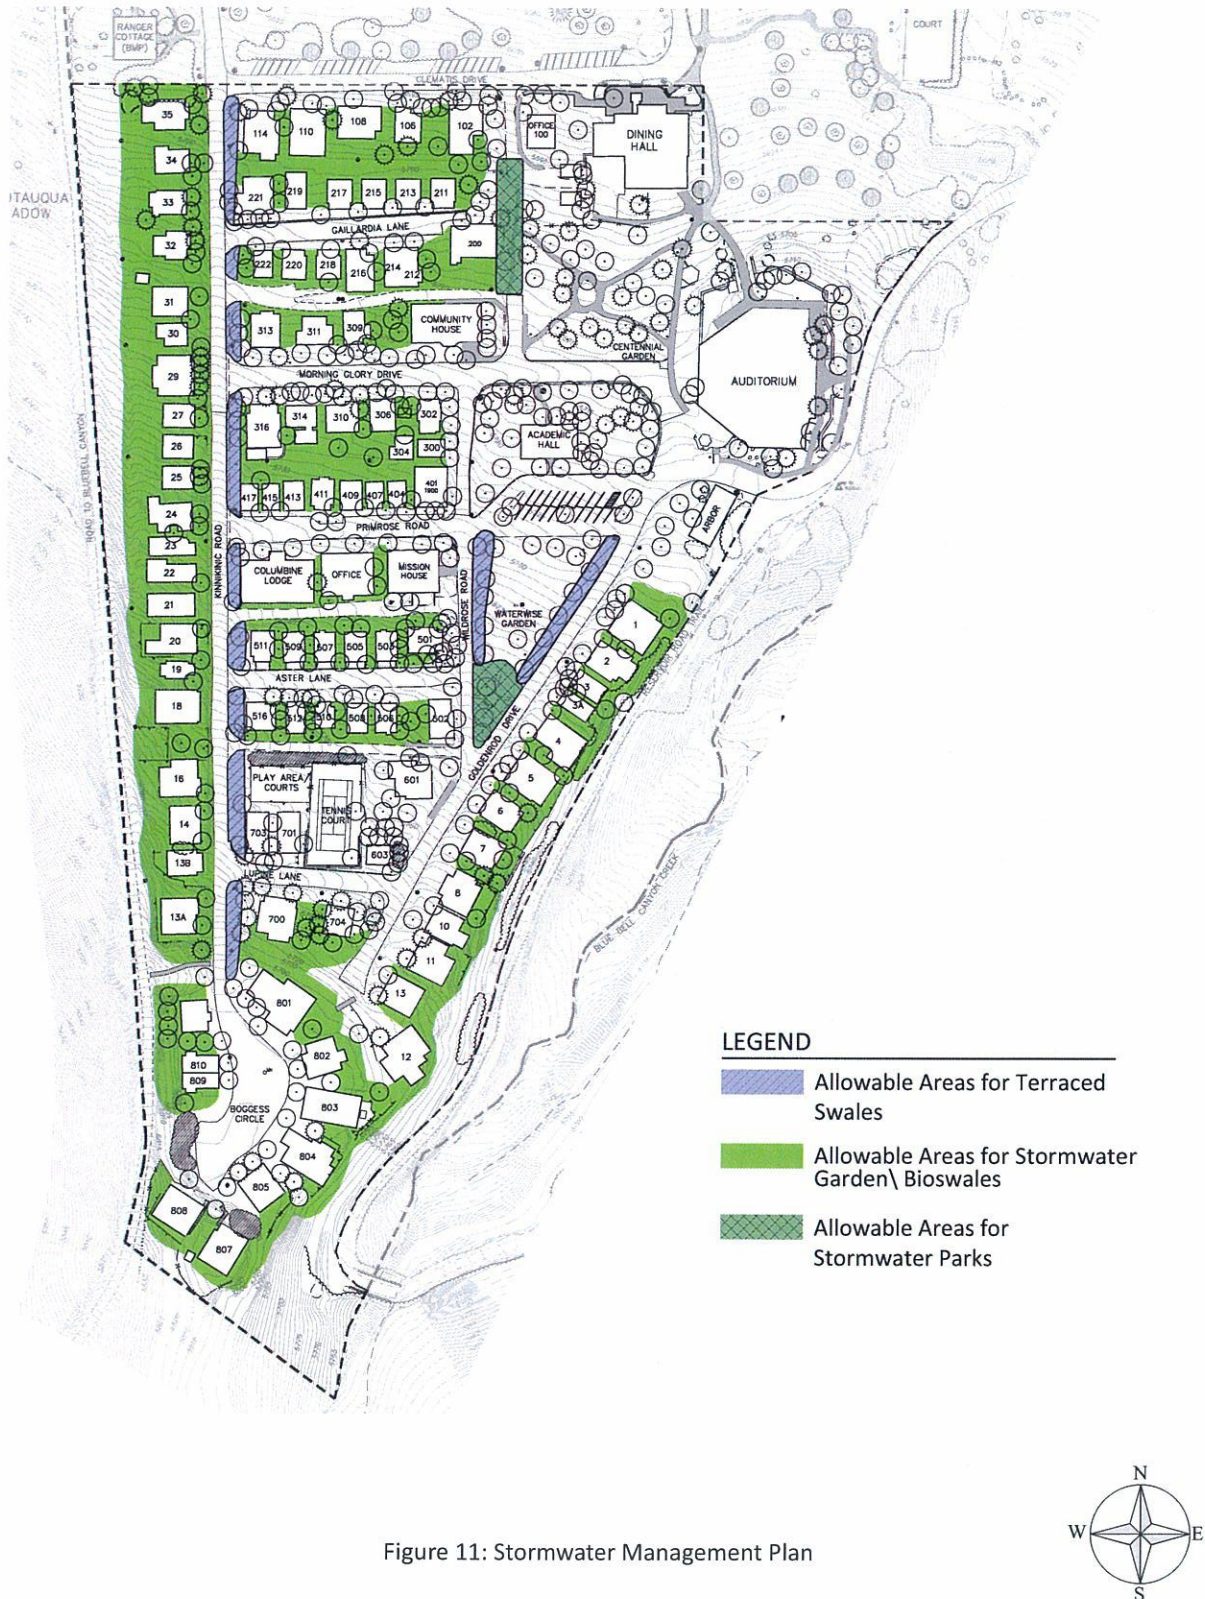 RANGER
COTTAGE
(BMP)
COURT
CLEMATIS DRIVE
35
114
110
108
106
102
OFFICE
100
DINING
HALL
34
33
32
TAUQUA
ADOW
221
219
217
215
213
211
GAILLARDIA LANE
200
222
220
218
216
214
212
31
30
313
311
309
COMMUNITY
HOUSE
CENTENNIAL
GARDEN
MORNING GLORY DRIVE
AUDITORIUM
29
27
26
25
24
23
22
21
20
19
18
16
14
13B
13A
316
314
310
306
302
304
300
ACADEMIC
HALL
417
415
413
411
409
407
404
401
1900
PRIMROSE ROAD
ARBOR
ROAD TO BLUEBELL CANYON
KINNIKINIC ROAD
COLUMBINE
LODGE
OFFICE
MISSION
HOUSE
WILDROSE ROAD
WATERWISE
GARDEN
511
509
507
505
503
501
ASTER LANE
516
512
510
508
506
502
GOLDENROD DRIVE
PLAY AREA/
COURTS
TENNIS
COURT
601
703
701
603
LUPINE LANE
700
704
1
2
3
3A
4
5
6
7
8
10
11
13
12
BLUE BELL CANYON CREEK
801
802
803
804
805
810
809
BOGGESS
CIRCLE
808
807
LEGEND
Allowable Areas for Terraced
Swales
Allowable Areas for Stormwater
Garden\ Bioswales
Allowable Areas for
Stormwater Parks
N
W
E
S
Figure 11: Stormwater Management Plan